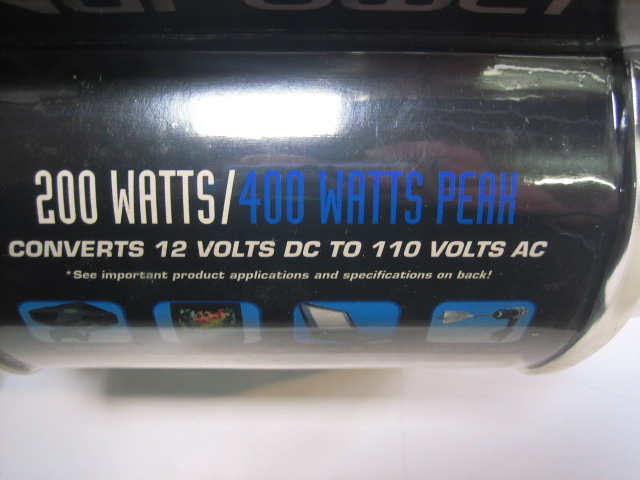 200 WATTS/400 WATTS PEAK
CONVERTS 12 VOLTS DC TO 110 VOLTS AC
*See important product applications and specifications on back!